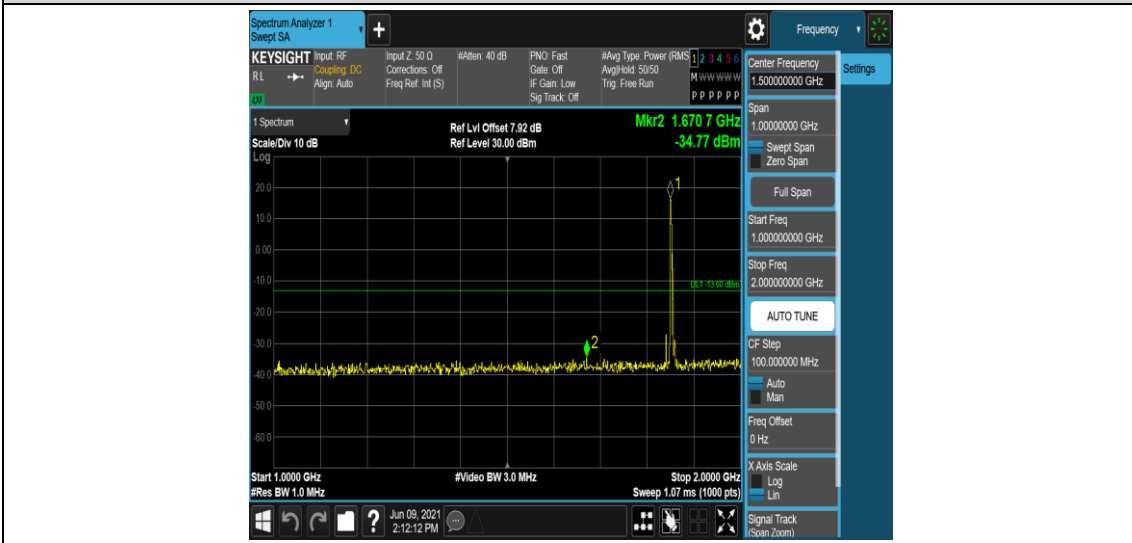 Spectrum Analyzer 1
Swept SA
+
Frequency
KEYSIGHT
RL
LXI
Input: RF
Coupling: DC
Align: Auto
Input Z: 50 Ω
Corrections: Off
Freq Ref: Int (S)
#Atten: 40 dB
PNO: Fast
Gate: Off
IF Gain: Low
Sig Track: Off
#Avg Type: Power (RMS
Avg|Hold: 50/50
Trig: Free Run
1 2 3 4 5 6
M W W W W W
P P P P P P
1 Spectrum
Scale/Div 10 dB
Log
Ref Lvl Offset 7.92 dB
Ref Level 30.00 dBm
Mkr2 1.670 7 GHz
-34.77 dBm
20.0
10.0
0.00
-10.0
-20.0
-30.0
-40.0
-50.0
-60.0
1
DL1 -13.00 dBm
2
Start 1.0000 GHz
#Res BW 1.0 MHz
#Video BW 3.0 MHz
Stop 2.0000 GHz
Sweep 1.07 ms (1000 pts)
?
Jun 09, 2021
2:12:12 PM
Center Frequency
1.500000000 GHz
Span
1.00000000 GHz
Swept Span
Zero Span
Full Span
Start Freq
1.000000000 GHz
Stop Freq
2.000000000 GHz
AUTO TUNE
CF Step
100.000000 MHz
Auto
Man
Freq Offset
0 Hz
X Axis Scale
Log
Lin
Signal Track
(Span Zoom)
Settings